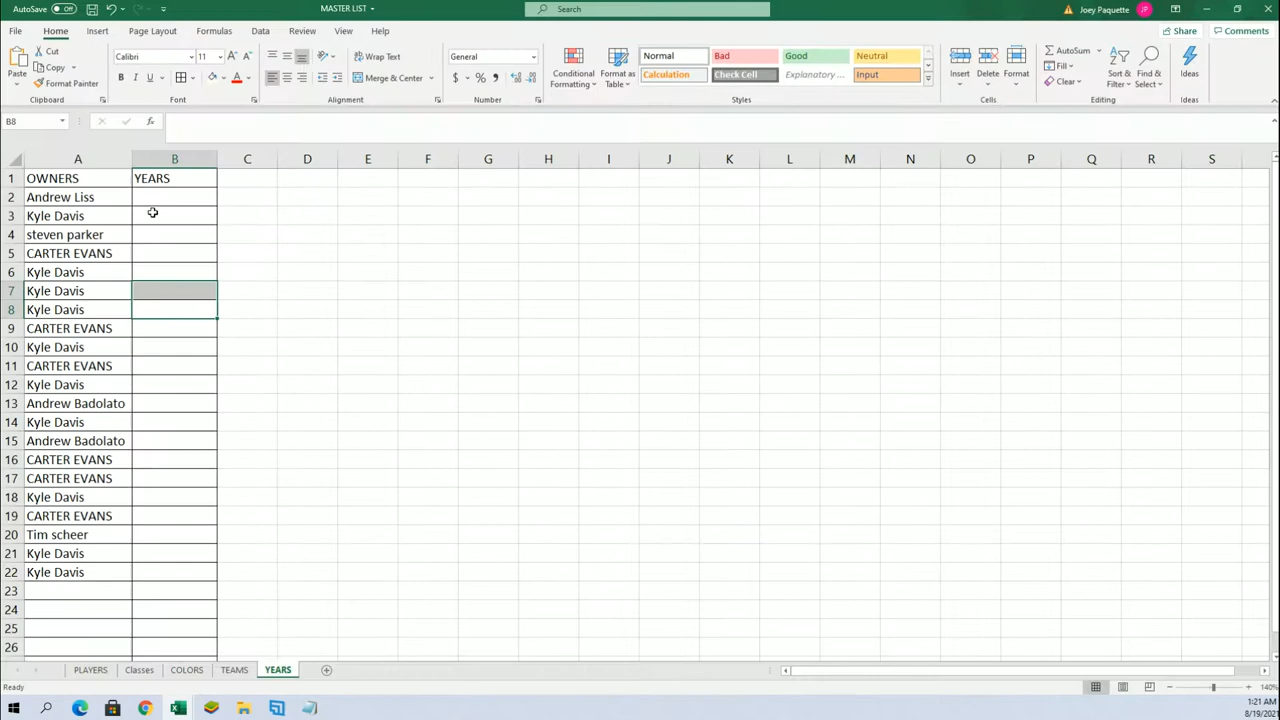 AutoSave Off MASTER LIST Search Joey Paquette JP
File Home Insert Page Layout Formulas Data Review View Help Share Comments
Paste Cut Copy Format Painter Clipboard
Calibri 11 A A B I U A Font
Wrap Text Merge & Center Alignment
General $ % Number
Conditional Formatting Format as Table
Normal Bad Good Neutral
Calculation Check Cell Explanatory ... Input
Styles
Insert Delete Format Cells
AutoSum Fill Clear Sort & Filter Find & Select Editing
Ideas Ideas
B8 fx
A B C D E F G H I J K L M N O P Q R S
1 OWNERS YEARS
2 Andrew Liss
3 Kyle Davis
4 steven parker
5 CARTER EVANS
6 Kyle Davis
7 Kyle Davis
8 Kyle Davis
9 CARTER EVANS
10 Kyle Davis
11 CARTER EVANS
12 Kyle Davis
13 Andrew Badolato
14 Kyle Davis
15 Andrew Badolato
16 CARTER EVANS
17 CARTER EVANS
18 Kyle Davis
19 CARTER EVANS
20 Tim scheer
21 Kyle Davis
22 Kyle Davis
23
24
25
26
PLAYERS Classes COLORS TEAMS YEARS
Ready 140%
1:21 AM